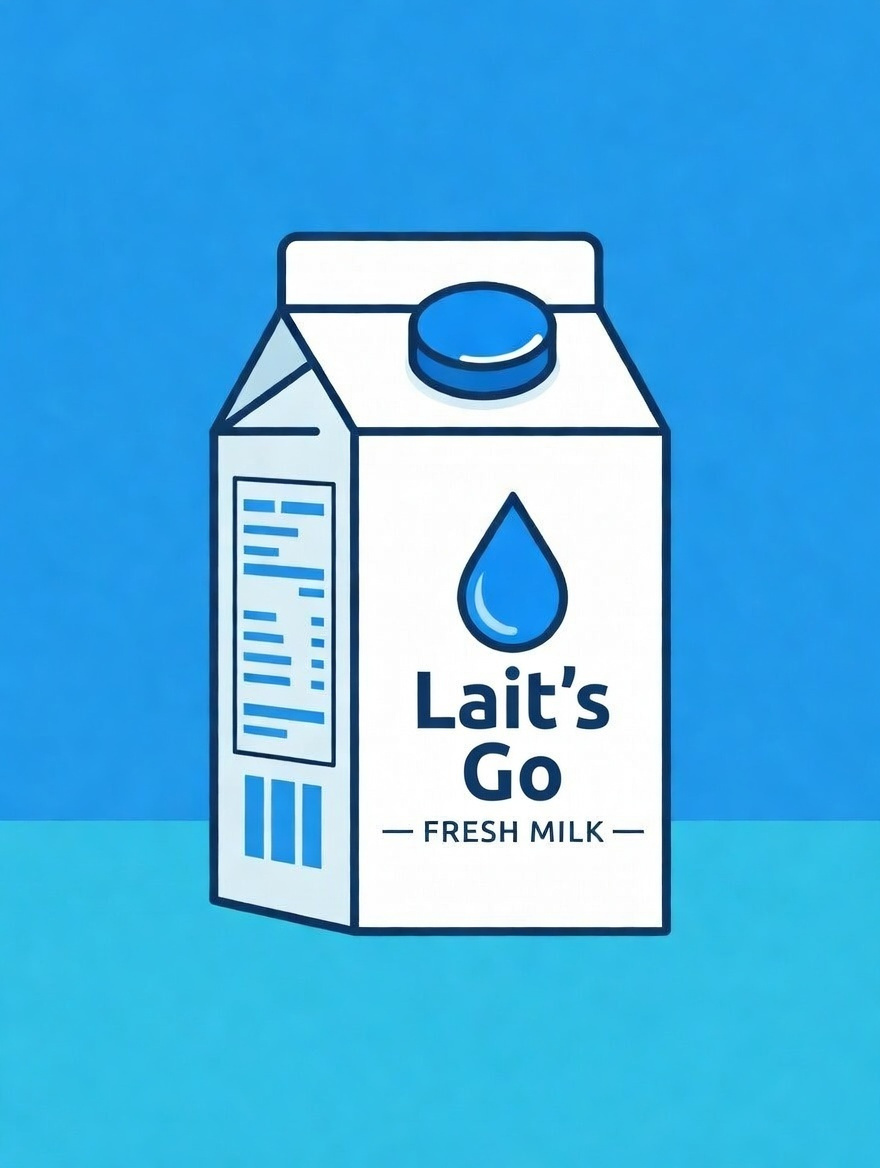 Lait's
Go
— FRESH MILK —